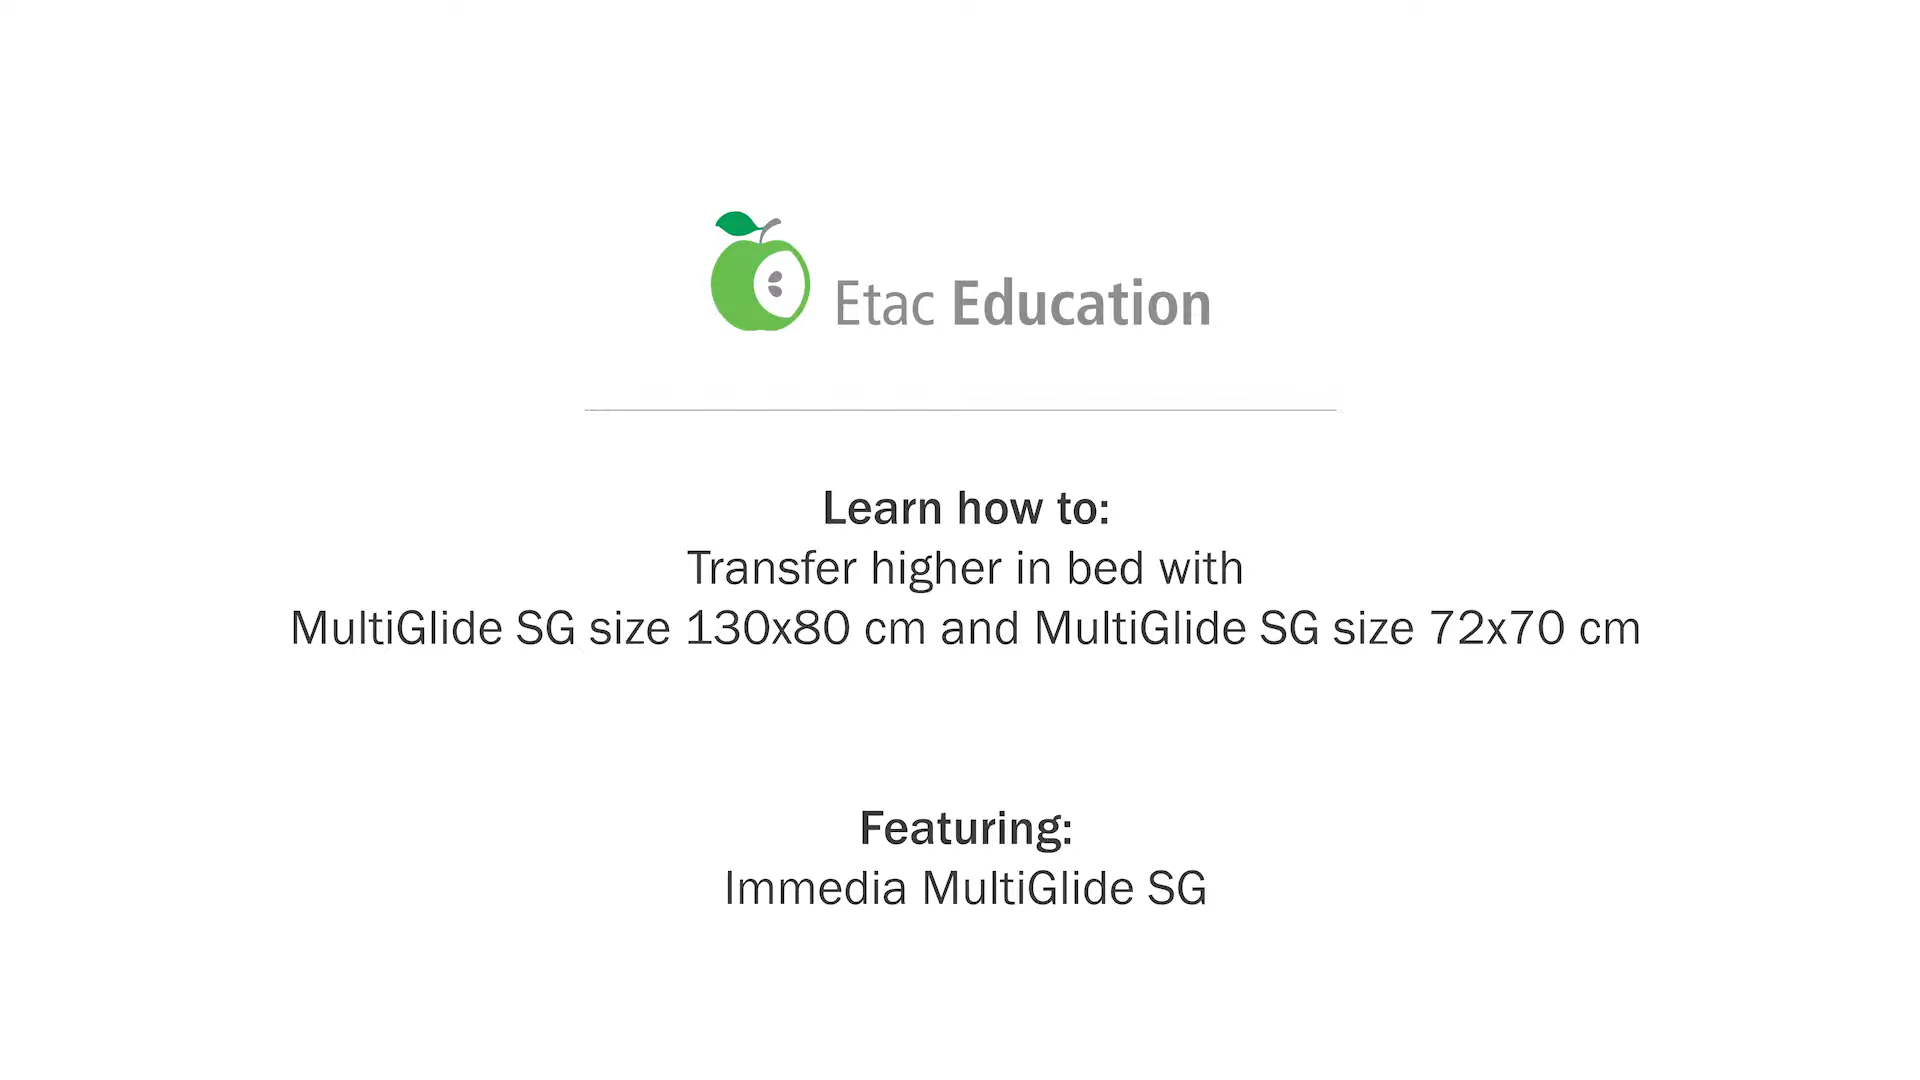 Etac Education
Learn how to:
Transfer higher in bed with
MultiGlide SG size 130x80 cm and MultiGlide SG size 72x70 cm
Featuring:
Immedia MultiGlide SG